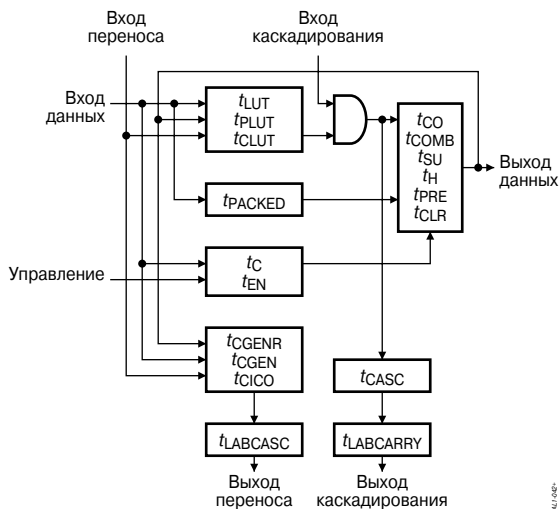 Вход
переноса
Вход
каскадирования
Вход
данных
tLUT
tPLUT
tCLUT
tCO
tCOMB
tSU
tH
tPRE
tCLR
Выход
данных
tPACKED
Управление
tC
tEN
tCGENR
tCGEN
tCICO
tCASC
tLABCASC
tLABCARRY
Выход
переноса
Выход
каскадирования